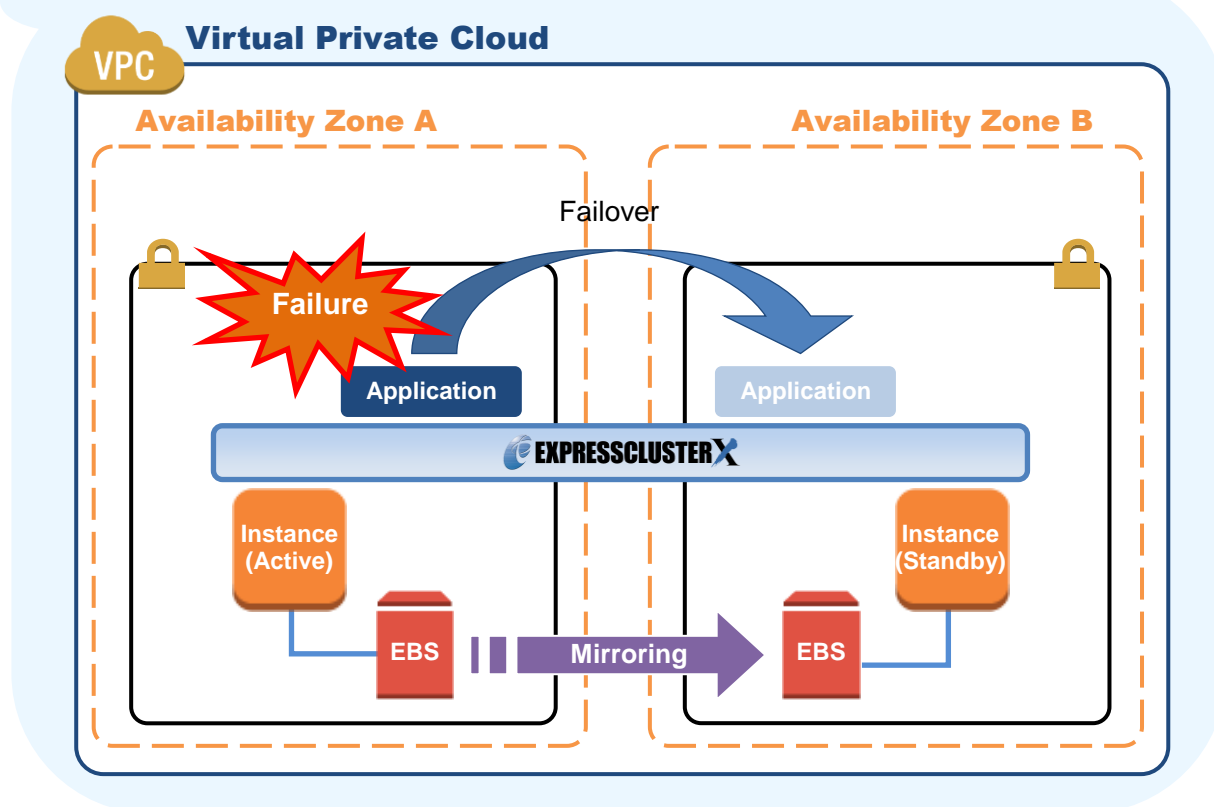 Virtual Private Cloud
VPC
Availability Zone A
Availability Zone B
Failover
Failure
Application
Application
EXPRESSCLUSTER X
Instance
(Active)
Instance
(Standby)
EBS
Mirroring
EBS